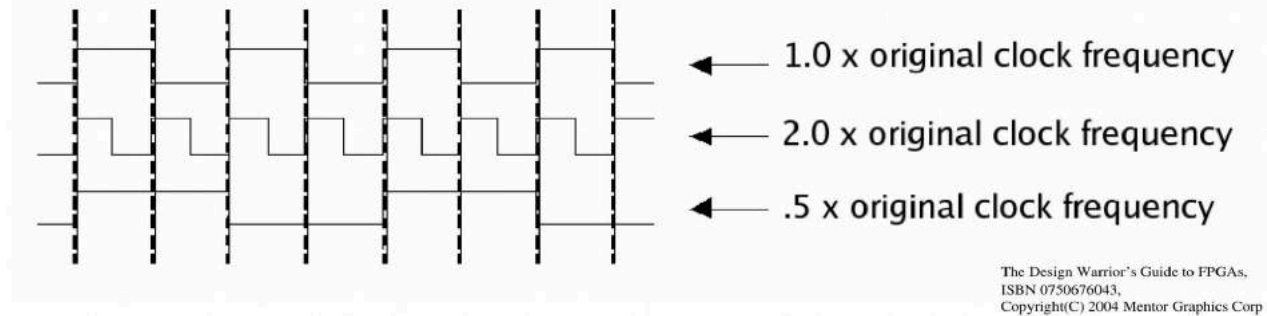 1.0 x original clock frequency
2.0 x original clock frequency
.5 x original clock frequency
The Design Warrior's Guide to FPGAs,
ISBN 0750676043,
Copyright(C) 2004 Mentor Graphics Corp